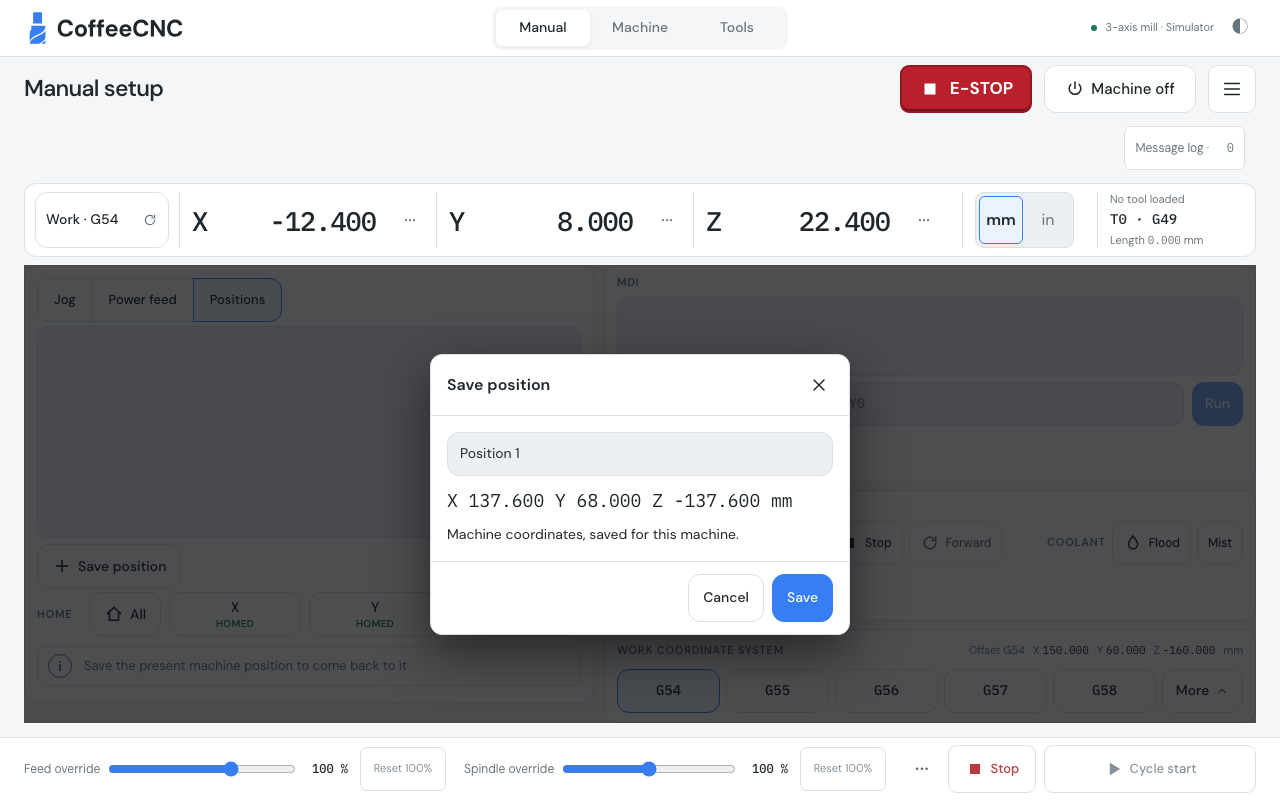 CoffeeCNC
Manual
Machine
Tools
3-axis mill · Simulator
Manual setup
E-STOP
Machine off
Message log · 0
Work · G54
X -12.400 ...
Y 8.000 ...
Z 22.400 ...
mm
in
No tool loaded
T0 · G49
Length 0.000 mm
Jog
Power feed
Positions
MDI
Y0
Run
Save position
Position 1
X 137.600 Y 68.000 Z -137.600 mm
Machine coordinates, saved for this machine.
Cancel
Save
Stop
Forward
COOLANT
Flood
Mist
Save position
HOME
All
X
HOMED
Y
HOMED
Save the present machine position to come back to it
WORK COORDINATE SYSTEM
Offset G54 X 150.000 Y 60.000 Z -160.000 mm
G54
G55
G56
G57
G58
More
Feed override
100 %
Reset 100%
Spindle override
100 %
Reset 100%
...
Stop
Cycle start